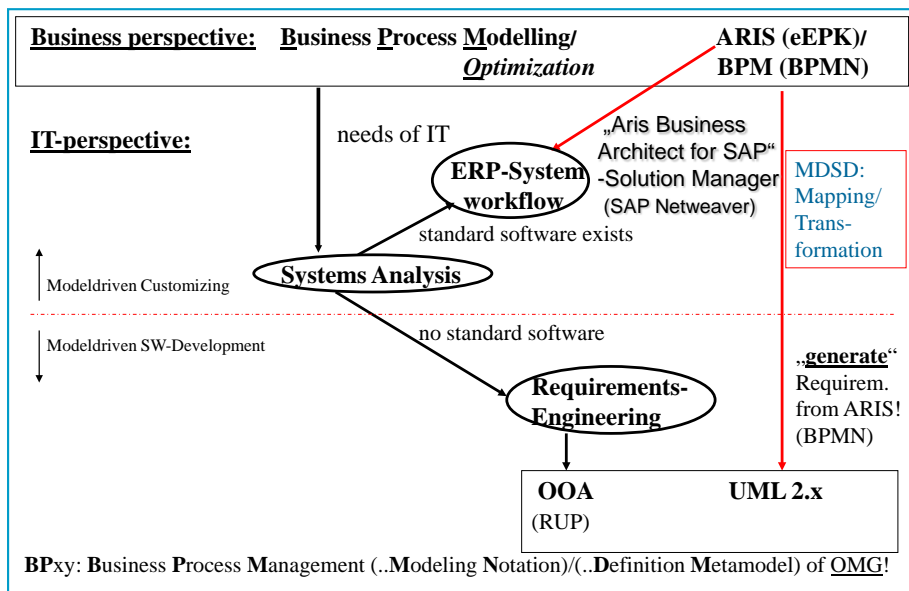 Business perspective: Business Process Modelling/
Optimization
ARIS (eEPK)/
BPM (BPMN)
IT-perspective:
needs of IT
„Aris Business
Architect for SAP“
-Solution Manager
(SAP Netweaver)
ERP-System
workflow
MDSD:
Mapping/
Trans-
formation
standard software exists
Systems Analysis
Modeldriven Customizing
no standard software
Modeldriven SW-Development
„generate“
Requirem.
from ARIS!
(BPMN)
Requirements-
Engineering
OOA
(RUP)
UML 2.x
BPxy: Business Process Management (..Modeling Notation)/(..Definition Metamodel) of OMG!